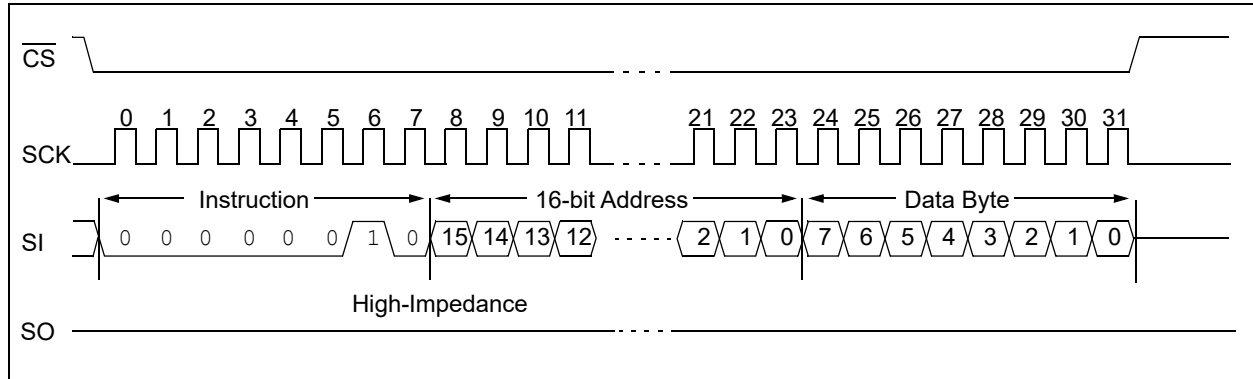 CS
SCK
0 1 2 3 4 5 6 7 8 9 10 11 21 22 23 24 25 26 27 28 29 30 31
Instruction 16-bit Address Data Byte
SI
0 0 0 0 0 0 1 0 15 14 13 12 2 1 0 7 6 5 4 3 2 1 0
High-Impedance
SO